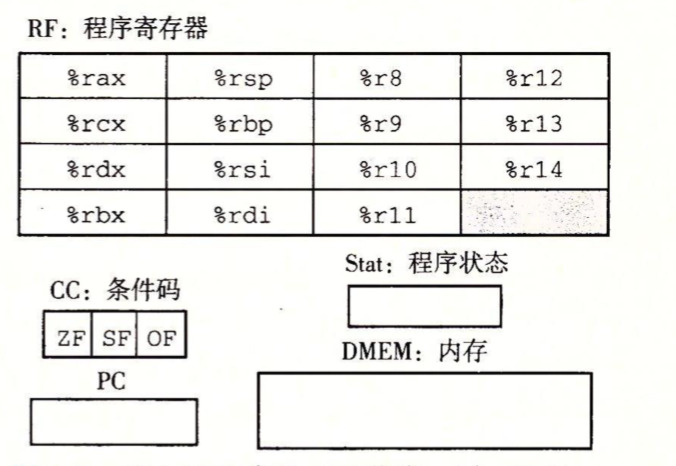 RF：程序寄存器
%rax %rsp %r8 %r12
%rcx %rbp %r9 %r13
%rdx %rsi %r10 %r14
%rbx %rdi %r11
Stat：程序状态
CC：条件码
ZF SF OF
DMEM：内存
PC